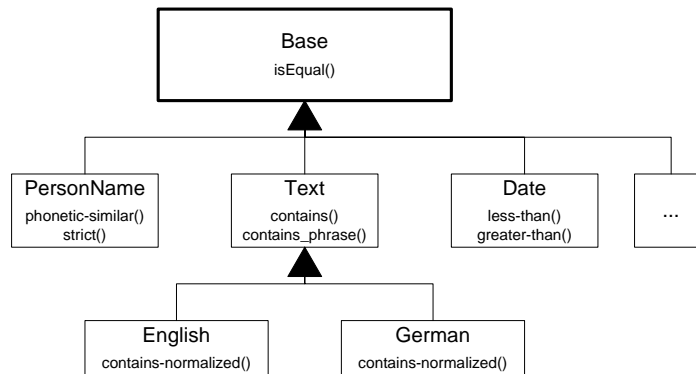 Base
isEqual()
PersonName
phonetic-similar()
strict()
Text
contains()
contains_phrase()
Date
less-than()
greater-than()
...
English
contains-normalized()
German
contains-normalized()